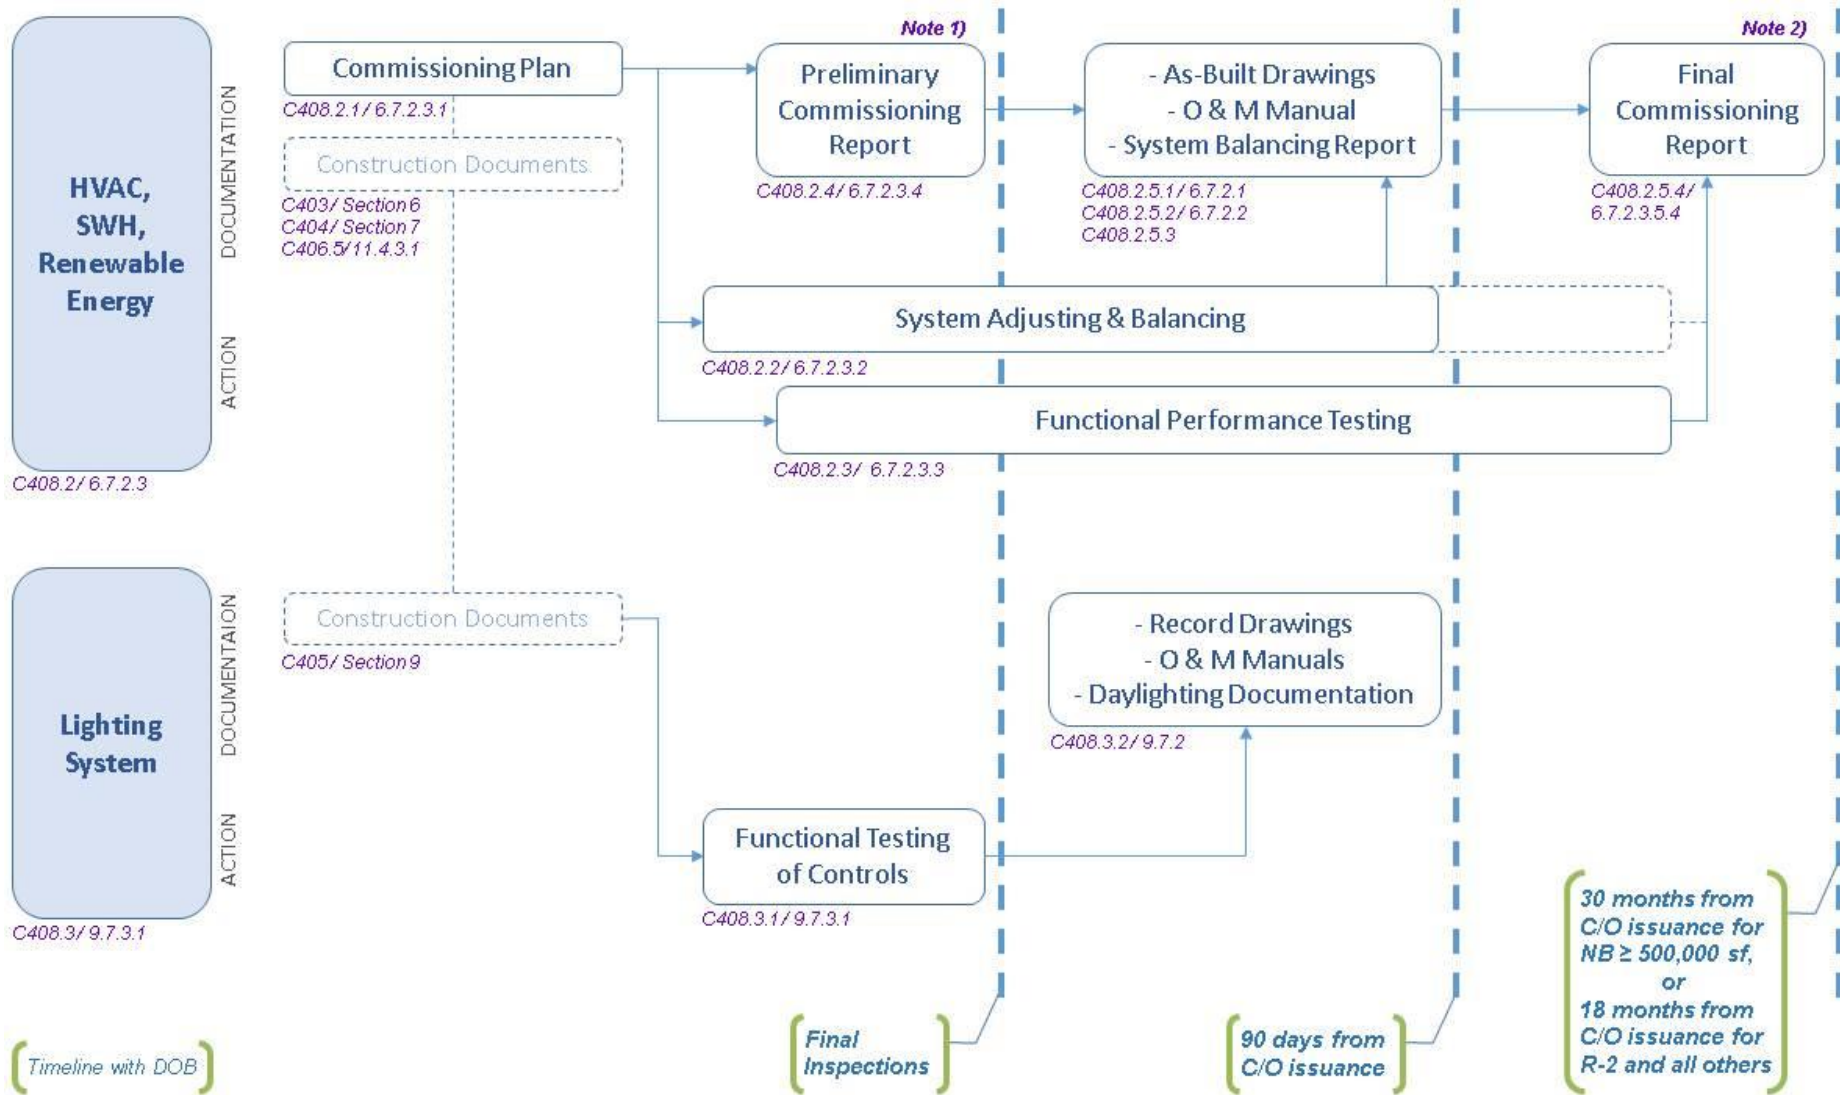 HVAC,
SWH,
Renewable
Energy
C408.2/ 6.7.2.3
DOCUMENTATION
ACTION
Commissioning Plan
C408.2.1/ 6.7.2.3.1
Construction Documents
C403/ Section 6
C404/ Section 7
C406.5/11.4.3.1
Note 1)
Preliminary
Commissioning
Report
C408.2.4/ 6.7.2.3.4
- As-Built Drawings
- O & M Manual
- System Balancing Report
C408.2.5.1/ 6.7.2.1
C408.2.5.2/ 6.7.2.2
C408.2.5.3
Note 2)
Final
Commissioning
Report
C408.2.5.4/
6.7.2.3.5.4
System Adjusting & Balancing
C408.2.2/ 6.7.2.3.2
Functional Performance Testing
C408.2.3/ 6.7.2.3.3
Lighting
System
C408.3/ 9.7.3.1
DOCUMENTAION
ACTION
Construction Documents
C405/ Section 9
- Record Drawings
- O & M Manuals
- Daylighting Documentation
C408.3.2/ 9.7.2
Functional Testing
of Controls
C408.3.1/ 9.7.3.1
Timeline with DOB
Final
Inspections
90 days from
C/O issuance
30 months from
C/O issuance for
NB ≥ 500,000 sf,
or
18 months from
C/O issuance for
R-2 and all others